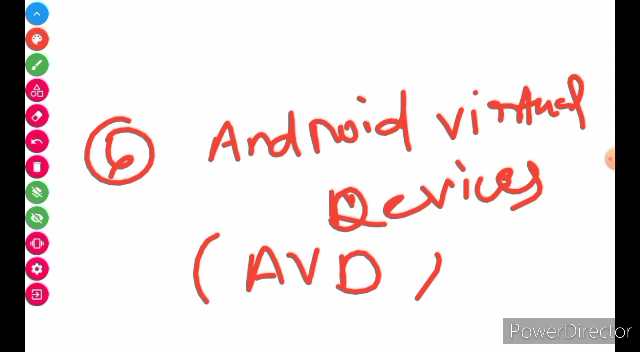 ⑥ Android virtual
Devices
(AVD)
PowerDirector